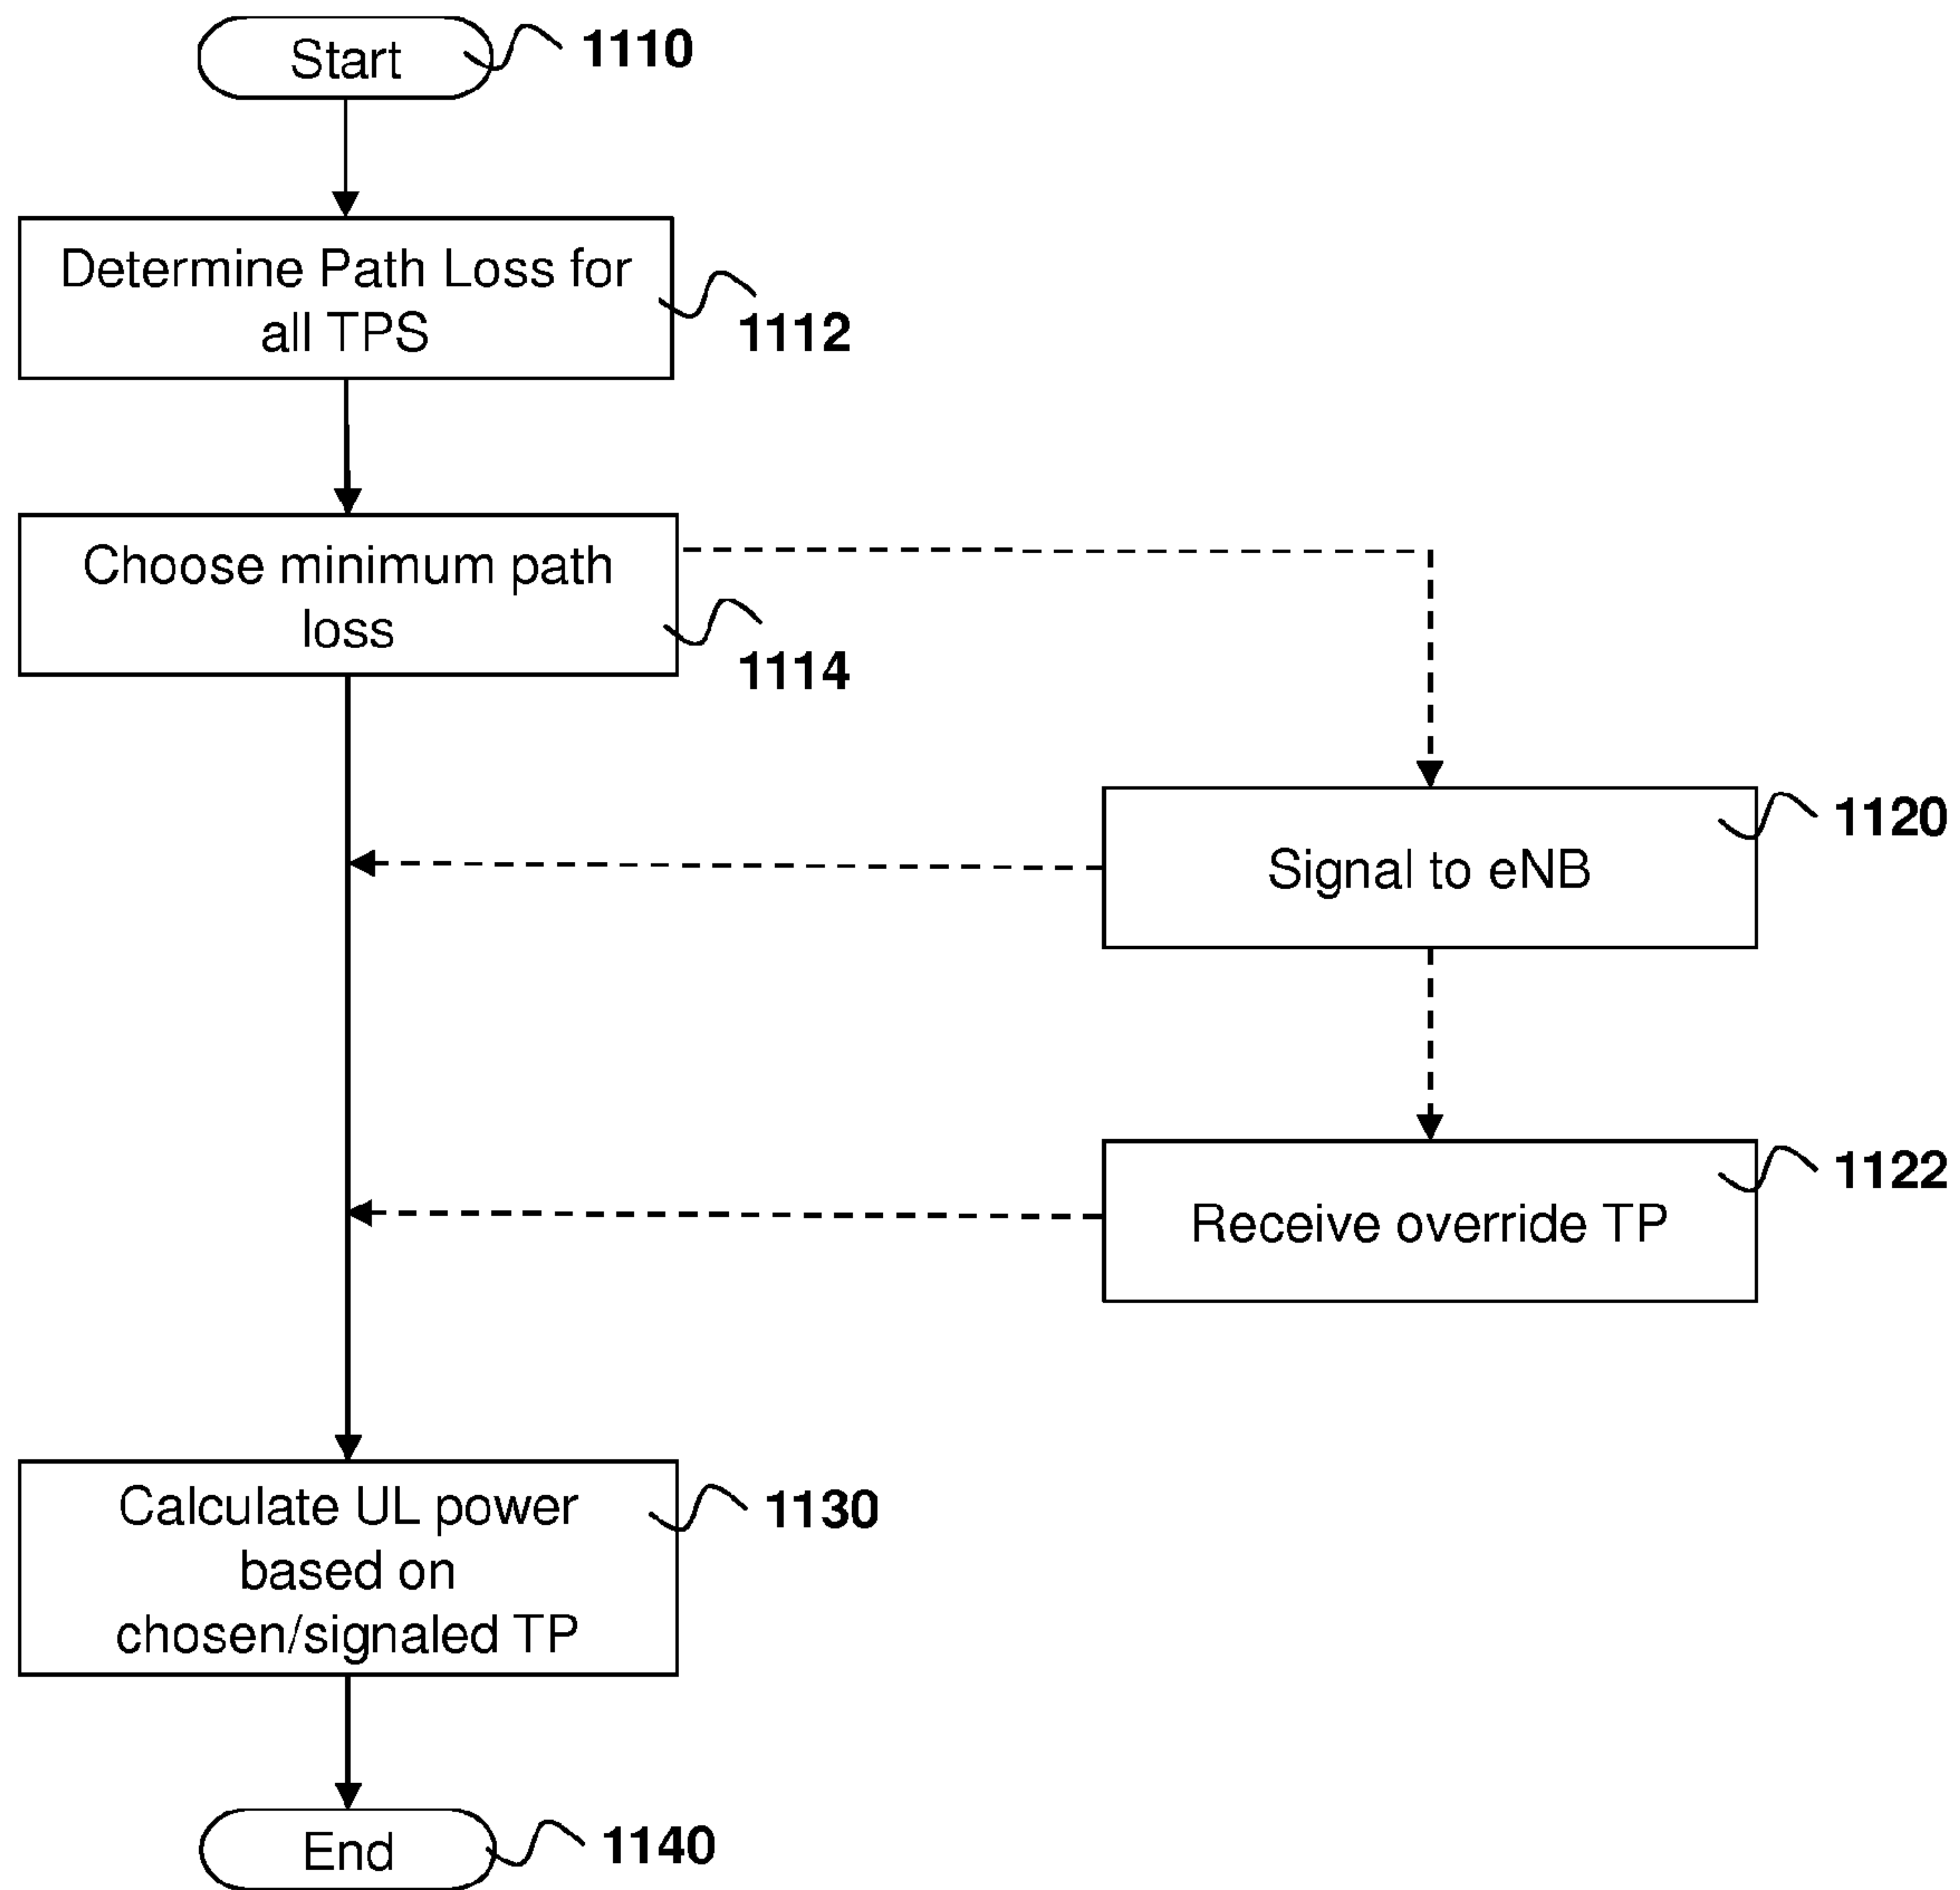 Start
1110
Determine Path Loss for
all TPS
1112
Choose minimum path
loss
1114
1120
Signal to eNB
1122
Receive override TP
Calculate UL power
based on
chosen/signaled TP
1130
End
1140